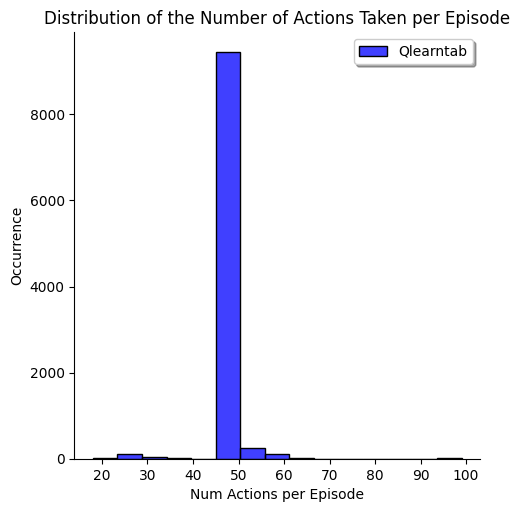 Distribution of the Number of Actions Taken per Episode
Qlearntab
8000
6000
4000
2000
0
Occurrence
20 30 40 50 60 70 80 90 100
Num Actions per Episode